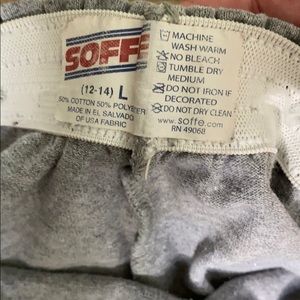 SOFFE
(12-14) L
50% COTTON 50% POLYESTER
MADE IN EL SALVADOR
OF USA FABRIC
MACHINE
WASH WARM
NO BLEACH
TUMBLE DRY
MEDIUM
DO NOT IRON IF
DECORATED
DO NOT DRY CLEAN
www.soffe.com
RN 49068